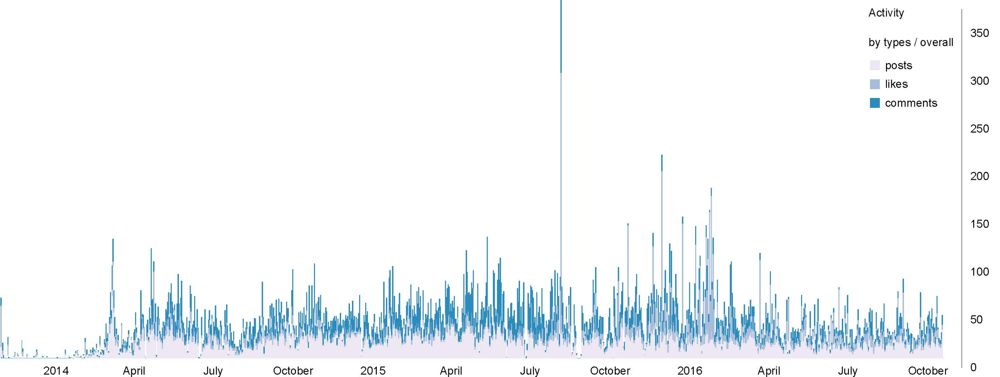 Activity
by types / overall
posts
likes
comments
350
300
250
200
150
100
50
0
2014 April July October 2015 April July October 2016 April July October